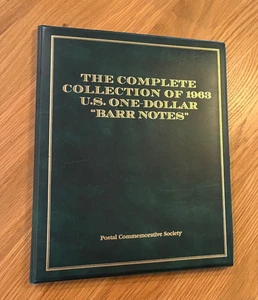 THE COMPLETE
COLLECTION OF 1963
U.S. ONE-DOLLAR
"BARR NOTES"
Postal Commemorative Society